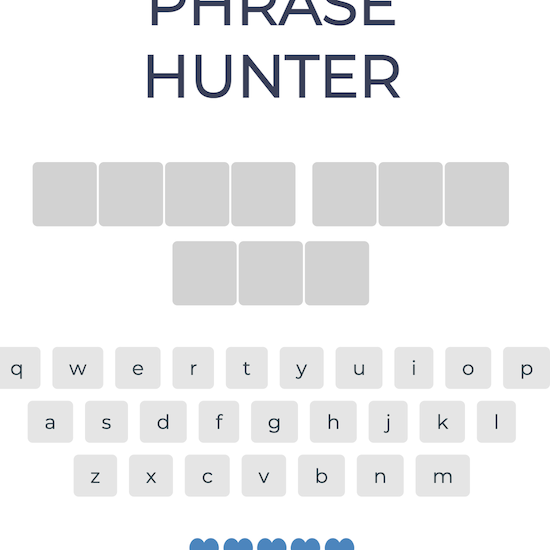 PHRASE
HUNTER
q w e r t y u i o p
a s d f g h j k l
z x c v b n m